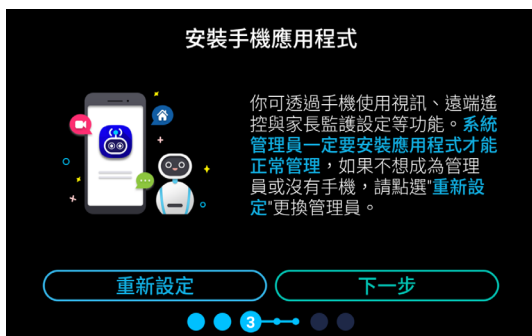 安裝手機應用程式
你可透過手機使用視訊、遠端遙
控與家長監護設定等功能。系統
管理員一定要安裝應用程式才能
正常管理，如果不想成為管理
員或沒有手機，請點選"重新設
定"更換管理員。
重新設定
下一步
3